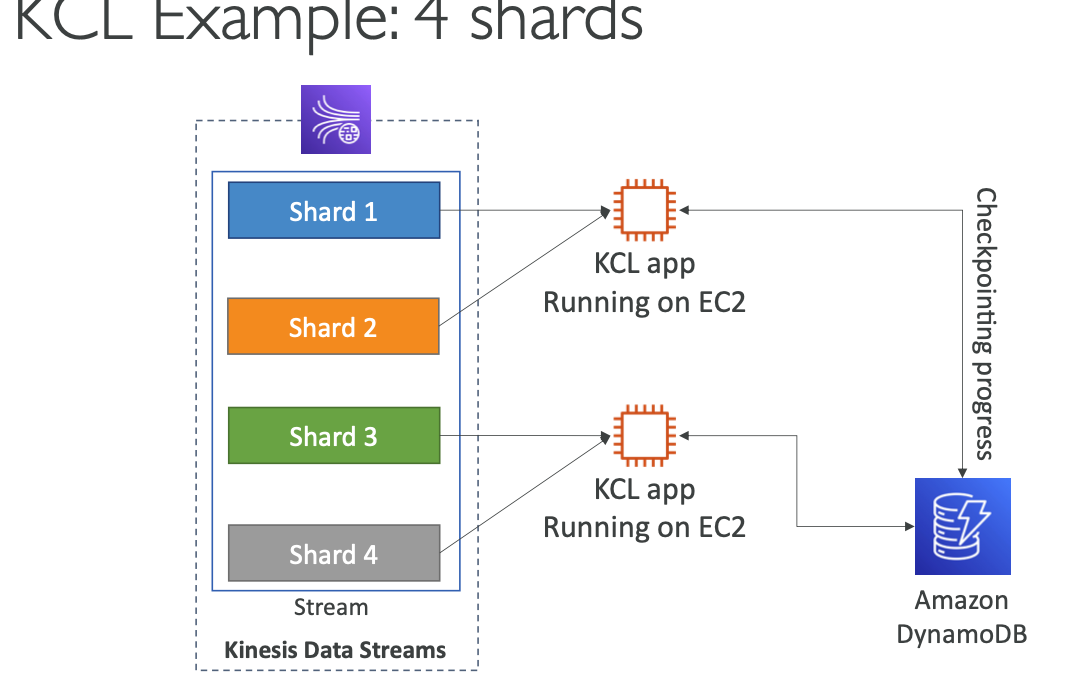 KCL Example: 4 shards
Shard 1
Shard 2
Shard 3
Shard 4
Stream
Kinesis Data Streams
KCL app
Running on EC2
KCL app
Running on EC2
Checkpointing progress
Amazon
DynamoDB